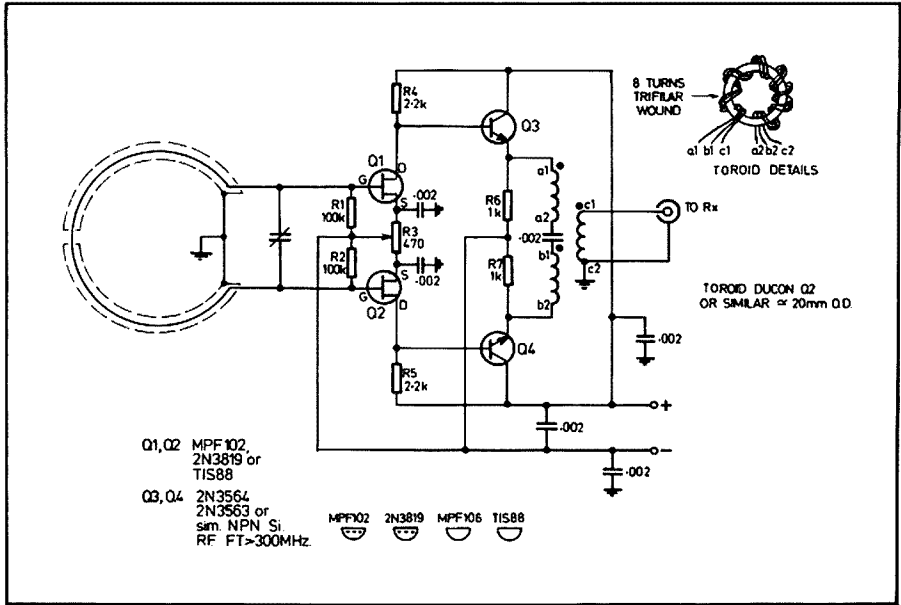 R4
2·2k
Q3
8 TURNS
TRIFILAR
WOUND
a1 b1 c1
a2 b2 c2
TOROID DETAILS
Q1
D
G
S
·002
R1
100k
R3
470
R2
100k
·002
S
G
D
Q2
R6
1k
a1
a2
·002
R7
1k
b1
b2
c1
c2
TO Rx
TOROID DUCON Q2
OR SIMILAR ≃ 20mm O.D.
Q4
R5
2·2k
·002
+
·002
−
·002
Q1,Q2 MPF102,
2N3819 or
TIS88
Q3,Q4 2N3564
2N3563 or
sim. NPN Si.
RF FT>300MHz.
MPF102 2N3819 MPF106 TIS88